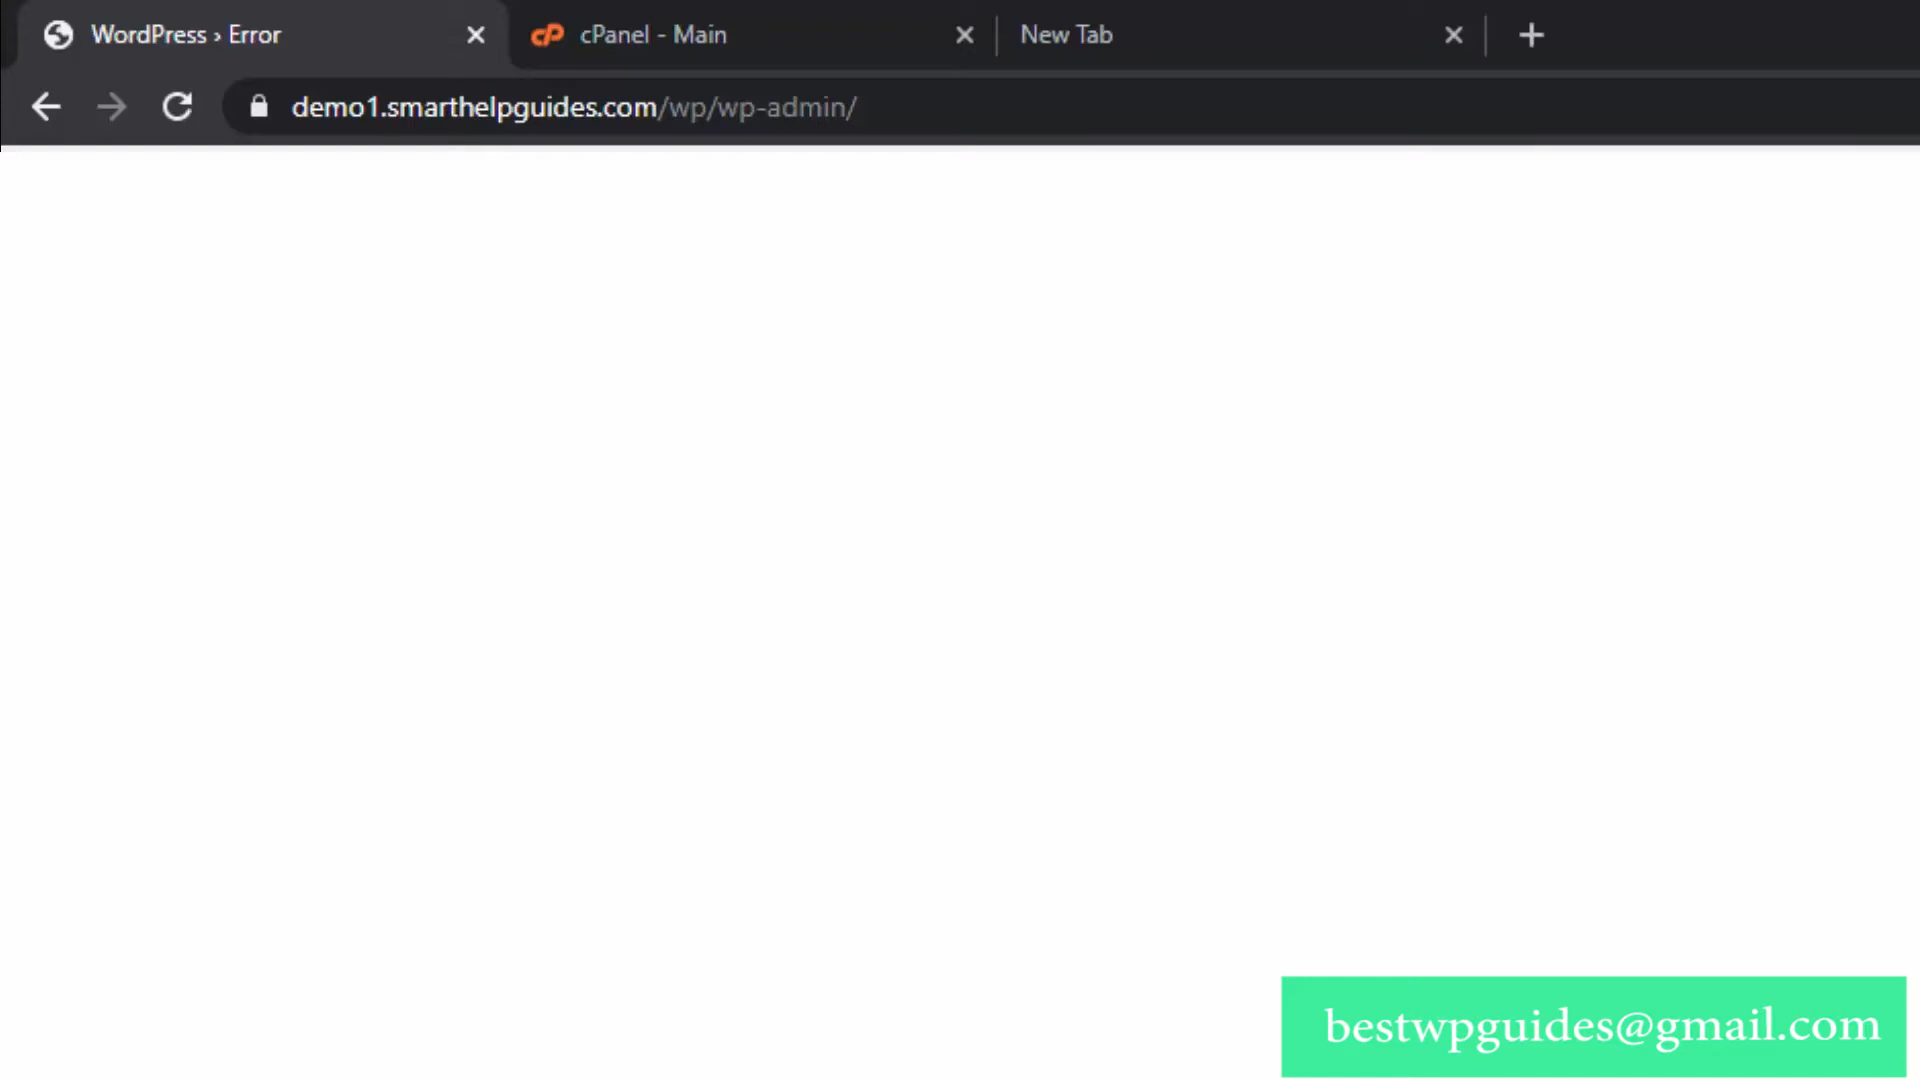 WordPress › Error
cPanel - Main
New Tab
demo1.smarthelpguides.com/wp/wp-admin/
bestwpguides@gmail.com